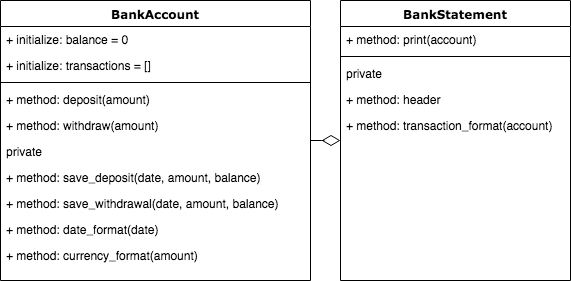 BankAccount
+ initialize: balance = 0
+ initialize: transactions = []
+ method: deposit(amount)
+ method: withdraw(amount)
private
+ method: save_deposit(date, amount, balance)
+ method: save_withdrawal(date, amount, balance)
+ method: date_format(date)
+ method: currency_format(amount)
BankStatement
+ method: print(account)
private
+ method: header
+ method: transaction_format(account)